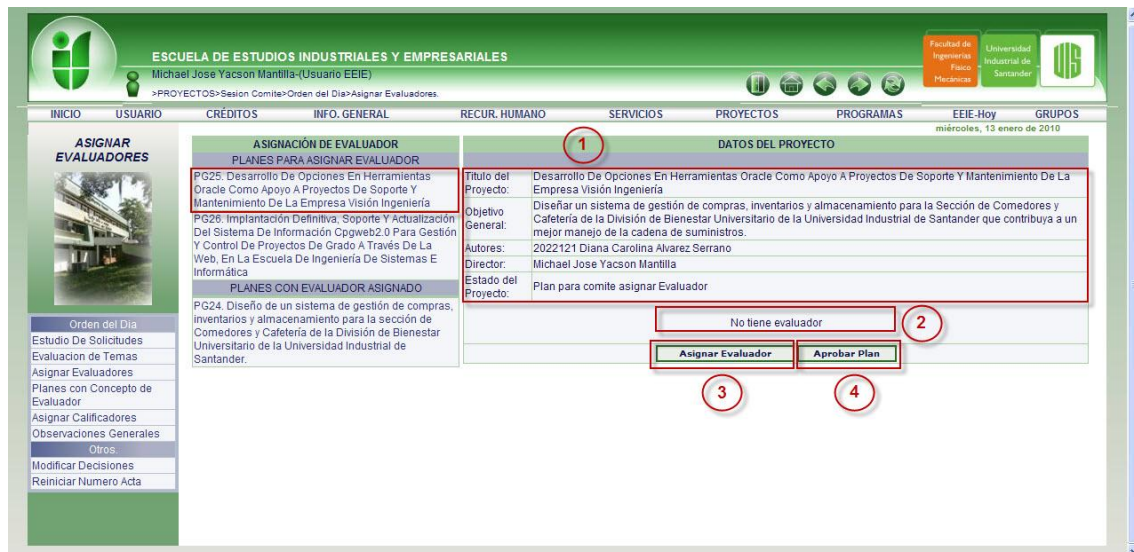 ESCUELA DE ESTUDIOS INDUSTRIALES Y EMPRESARIALES
Michael Jose Yacson Mantilla-(Usuario EEIE)
>PROYECTOS>Sesion Comite>Orden del Dia>Asignar Evaluadores.
Facultad de
Ingenierías
Físico
Mecánicas
Universidad
Industrial de
Santander
UIS
INICIO USUARIO CRÉDITOS INFO. GENERAL RECUR. HUMANO SERVICIOS PROYECTOS PROGRAMAS EEIE-Hoy GRUPOS
miércoles, 13 enero de 2010
ASIGNAR
EVALUADORES
Orden del Dia
Estudio De Solicitudes
Evaluacion de Temas
Asignar Evaluadores
Planes con Concepto de
Evaluador
Asignar Calificadores
Observaciones Generales
Otros.
Modificar Decisiones
Reiniciar Numero Acta
ASIGNACIÓN DE EVALUADOR
PLANES PARA ASIGNAR EVALUADOR
PG25. Desarrollo De Opciones En Herramientas
Oracle Como Apoyo A Proyectos De Soporte Y
Mantenimiento De La Empresa Visión Ingeniería
PG26. Implantación Definitiva, Soporte Y Actualización
Del Sistema De Información Cpgweb2.0 Para Gestión
Y Control De Proyectos De Grado A Través De La
Web, En La Escuela De Ingeniería De Sistemas E
Informática
PLANES CON EVALUADOR ASIGNADO
PG24. Diseño de un sistema de gestión de compras,
inventarios y almacenamiento para la sección de
Comedores y Cafetería de la División de Bienestar
Universitario de la Universidad Industrial de
Santander.
1
DATOS DEL PROYECTO
Titulo del
Proyecto:
Desarrollo De Opciones En Herramientas Oracle Como Apoyo A Proyectos De Soporte Y Mantenimiento De La
Empresa Visión Ingeniería
Objetivo
General:
Diseñar un sistema de gestión de compras, inventarios y almacenamiento para la Sección de Comedores y
Cafetería de la División de Bienestar Universitario de la Universidad Industrial de Santander que contribuya a un
mejor manejo de la cadena de suministros.
Autores: 2022121 Diana Carolina Alvarez Serrano
Director: Michael Jose Yacson Mantilla
Estado del
Proyecto:
Plan para comite asignar Evaluador
No tiene evaluador
2
Asignar Evaluador Aprobar Plan
3 4